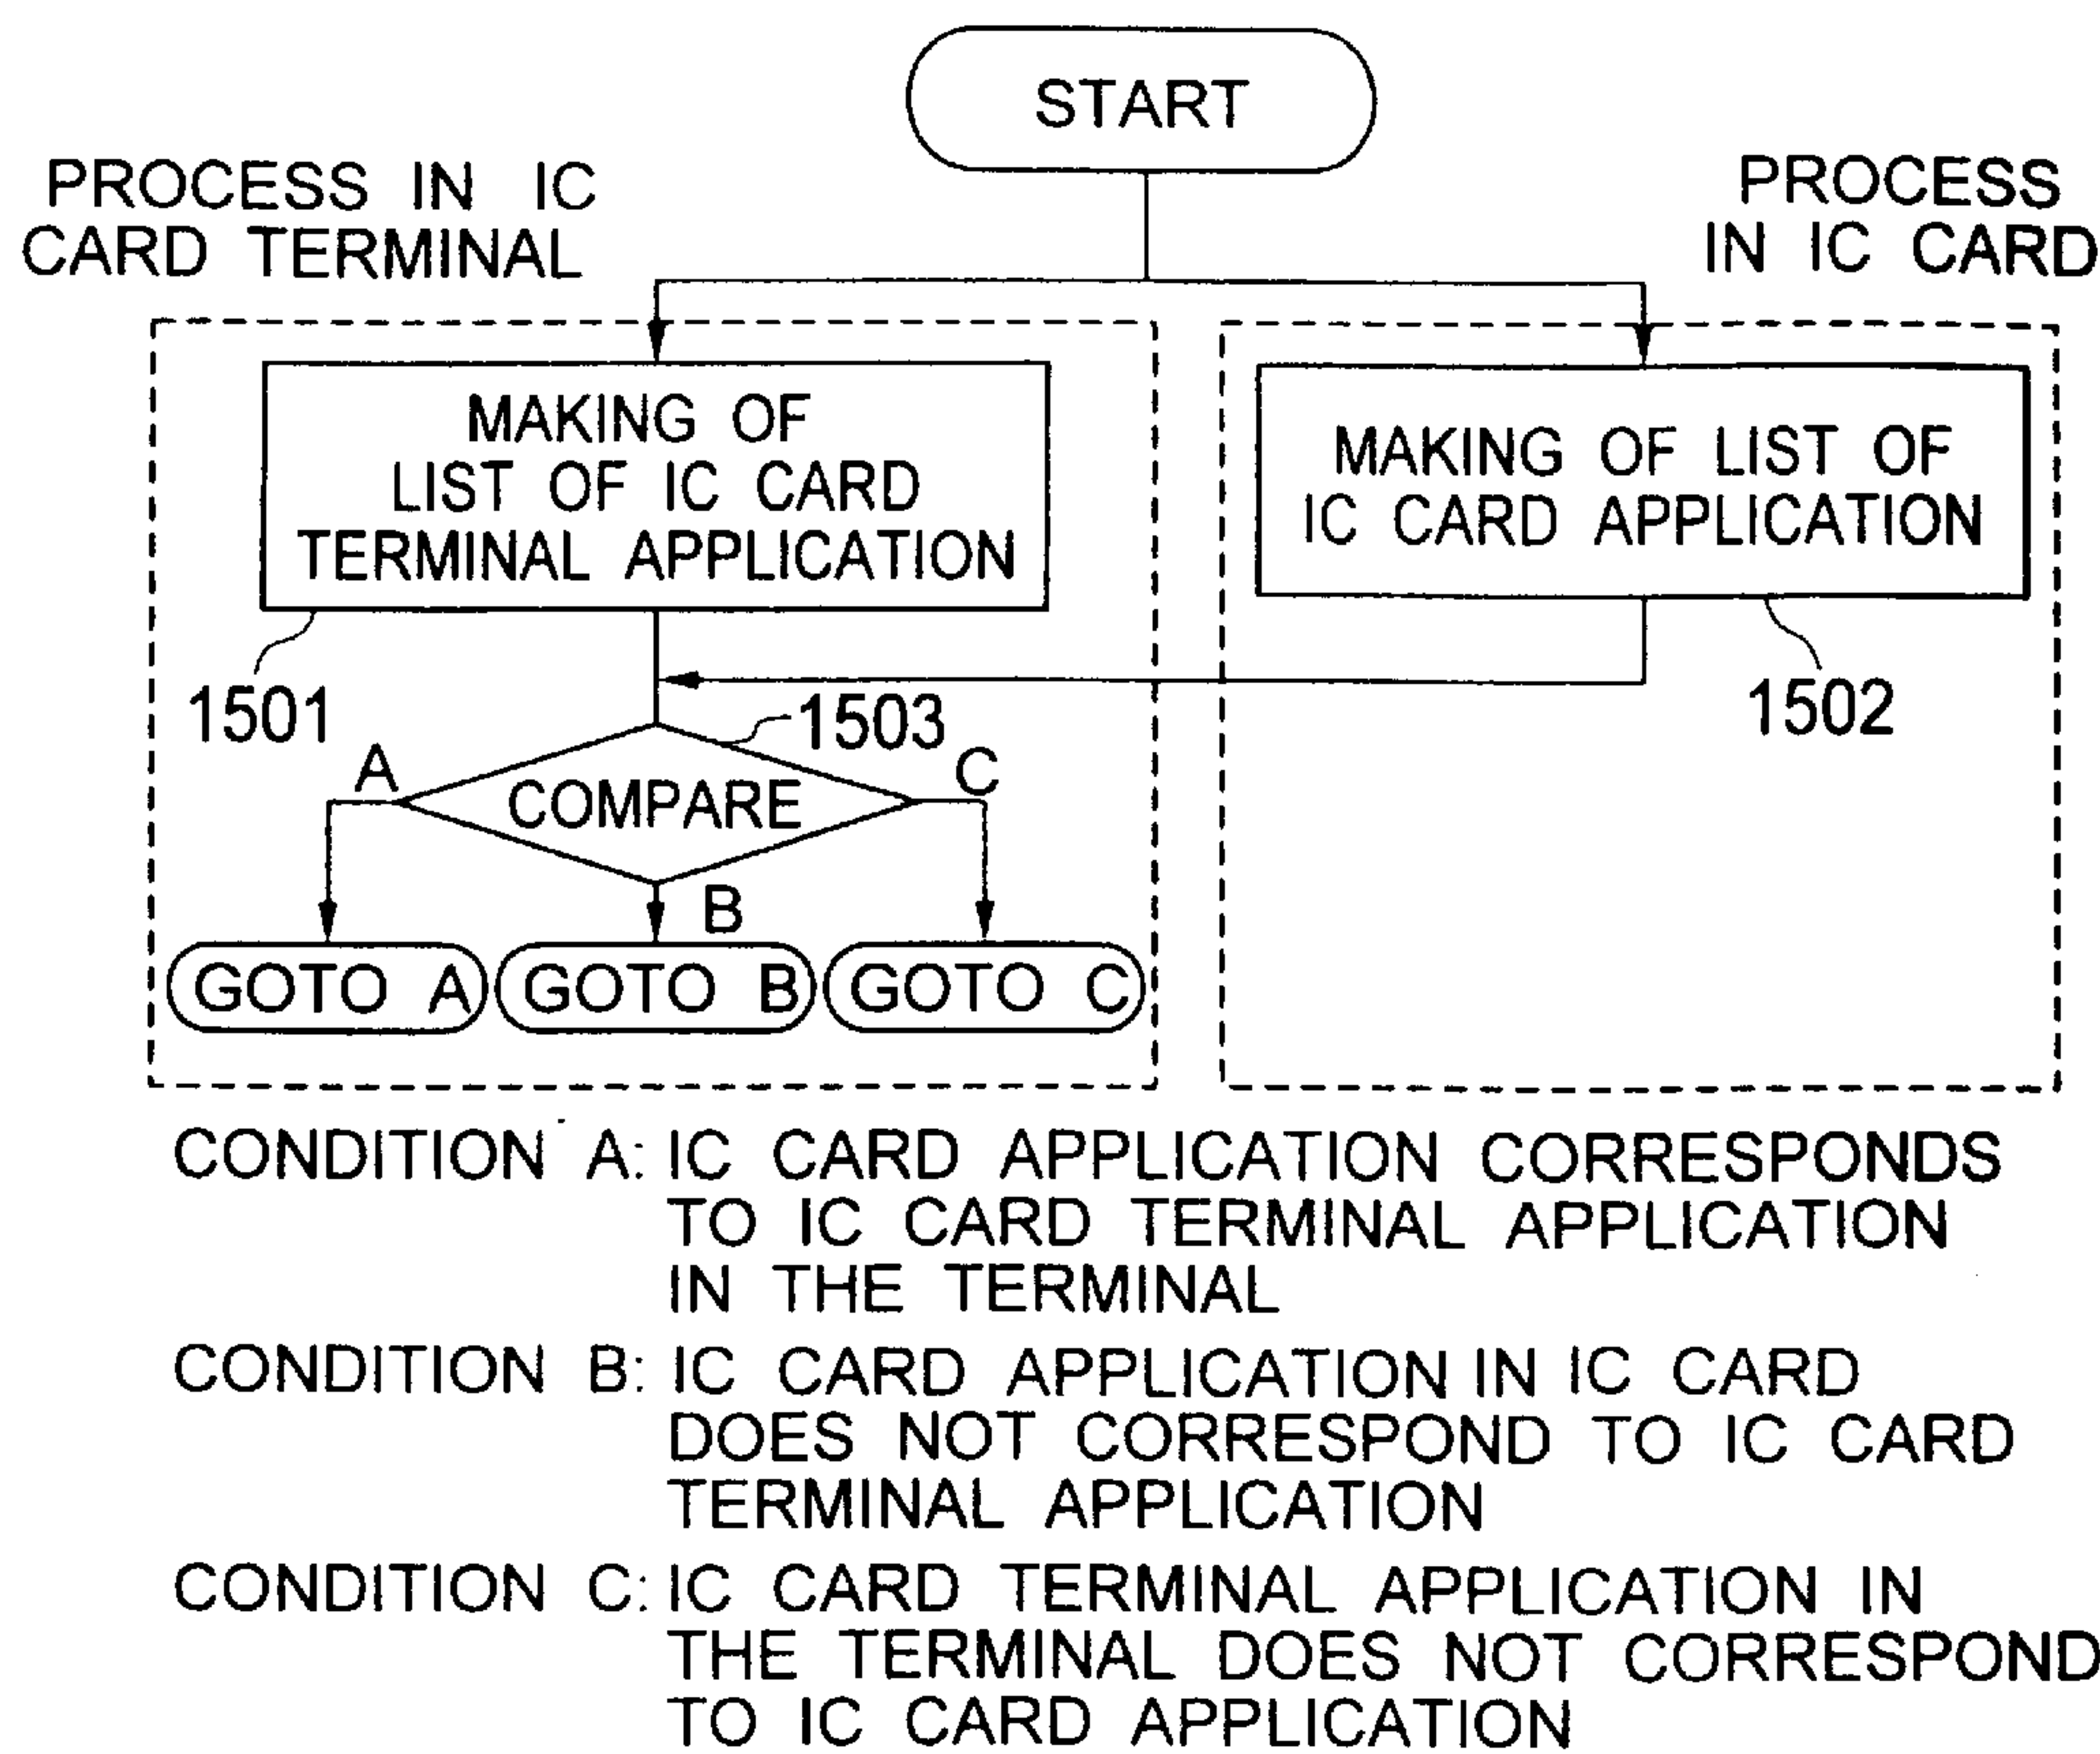 START
PROCESS IN IC
CARD TERMINAL
PROCESS
IN IC CARD
MAKING OF
LIST OF IC CARD
TERMINAL APPLICATION
MAKING OF LIST OF
IC CARD APPLICATION
1501
1502
1503
COMPARE
A
B
C
GOTO A
GOTO B
GOTO C
CONDITION A: IC CARD APPLICATION CORRESPONDS
TO IC CARD TERMINAL APPLICATION
IN THE TERMINAL
CONDITION B: IC CARD APPLICATION IN IC CARD
DOES NOT CORRESPOND TO IC CARD
TERMINAL APPLICATION
CONDITION C: IC CARD TERMINAL APPLICATION IN
THE TERMINAL DOES NOT CORRESPOND
TO IC CARD APPLICATION